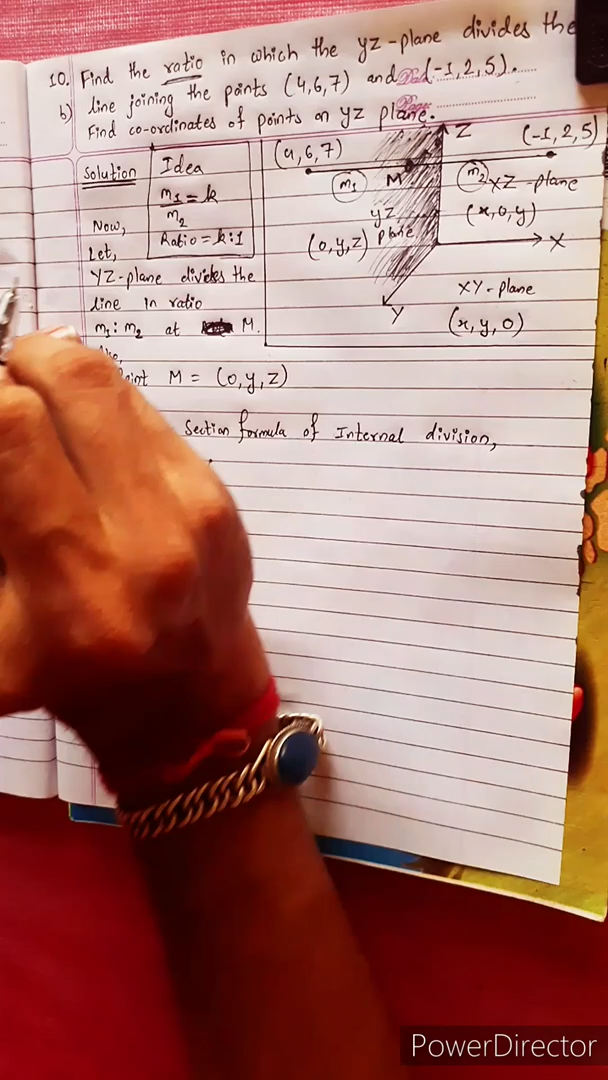 10. Find the ratio in which the yz-plane divides the
b) line joining the points (4,6,7) and (-1,2,5).
Find co-ordinates of points on yz plane.
Solution
Idea
m1 = k
m2
Ratio = k:1
(4,6,7)
Z
(-1,2,5)
m1
M
m2
XZ-plane
(x,0,y)
yz
plane
(0,y,z)
X
Y
XY-plane
(x,y,0)
Now,
Let,
YZ-plane divides the
line in ratio
m1:m2 at M.
Point M = (0,y,z)
Section formula of Internal division,
PowerDirector